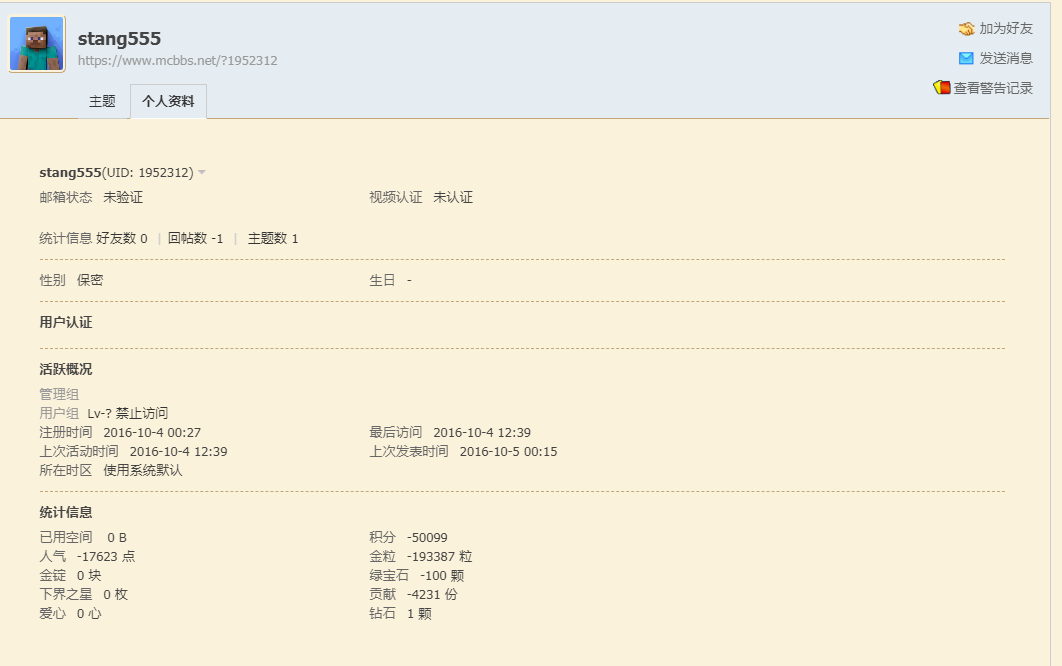 stang555
https://www.mcbbs.net/?1952312
加为好友
发送消息
查看警告记录
主题 个人资料
stang555(UID: 1952312)
邮箱状态 未验证 视频认证 未认证
统计信息 好友数 0 | 回帖数 -1 | 主题数 1
性别 保密 生日 -
用户认证
活跃概况
管理组
用户组 Lv-? 禁止访问
注册时间 2016-10-4 00:27 最后访问 2016-10-4 12:39
上次活动时间 2016-10-4 12:39 上次发表时间 2016-10-5 00:15
所在时区 使用系统默认
统计信息
已用空间 0 B 积分 -50099
人气 -17623 点 金粒 -193387 粒
金锭 0 块 绿宝石 -100 颗
下界之星 0 枚 贡献 -4231 份
爱心 0 心 钻石 1 颗